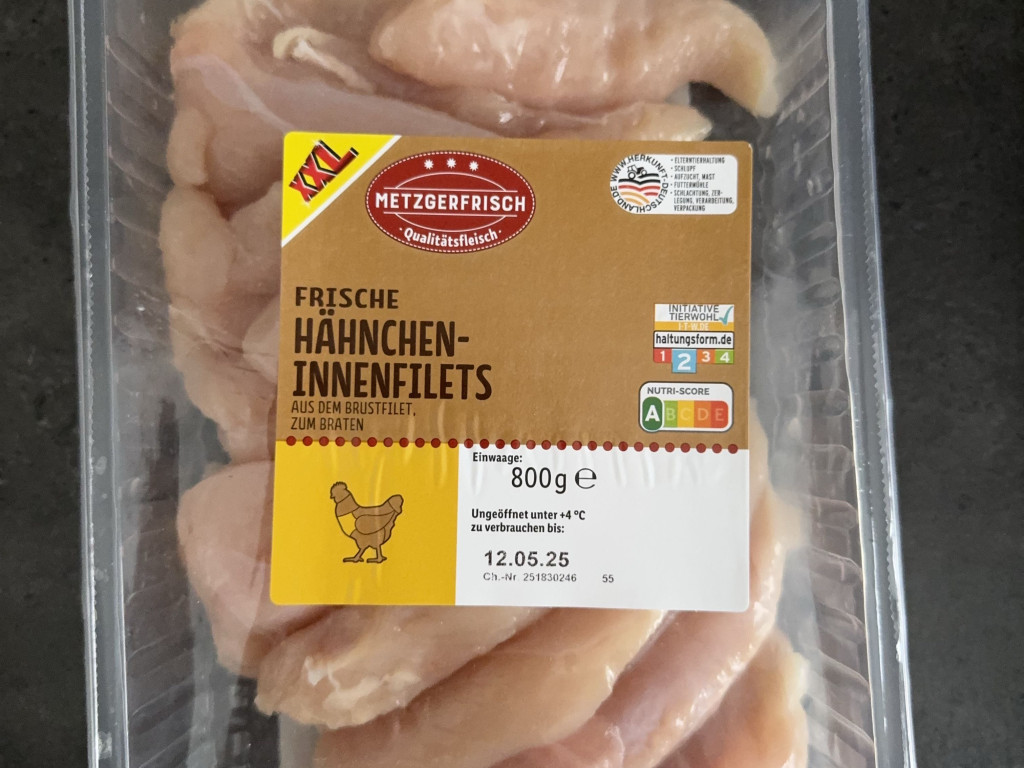 XXL
METZGERFRISCH
· Qualitätsfleisch ·
WWW.HERKUNFT-DEUTSCHLAND.DE
· ELTERNTIERHALTUNG
· SCHLUPF
· AUFZUCHT, MAST
· FUTTERMÜHLE
· SCHLACHTUNG, ZER-
LEGUNG, VERARBEITUNG,
VERPACKUNG
FRISCHE
HÄHNCHEN-
INNENFILETS
AUS DEM BRUSTFILET,
ZUM BRATEN
INITIATIVE
TIERWOHL
I-T-W.DE
haltungsform.de
1 2 3 4
NUTRI-SCORE
A B C D E
Einwaage:
800g ℮
Ungeöffnet unter +4 °C
zu verbrauchen bis:
12.05.25
Ch.-Nr. 251830246 55